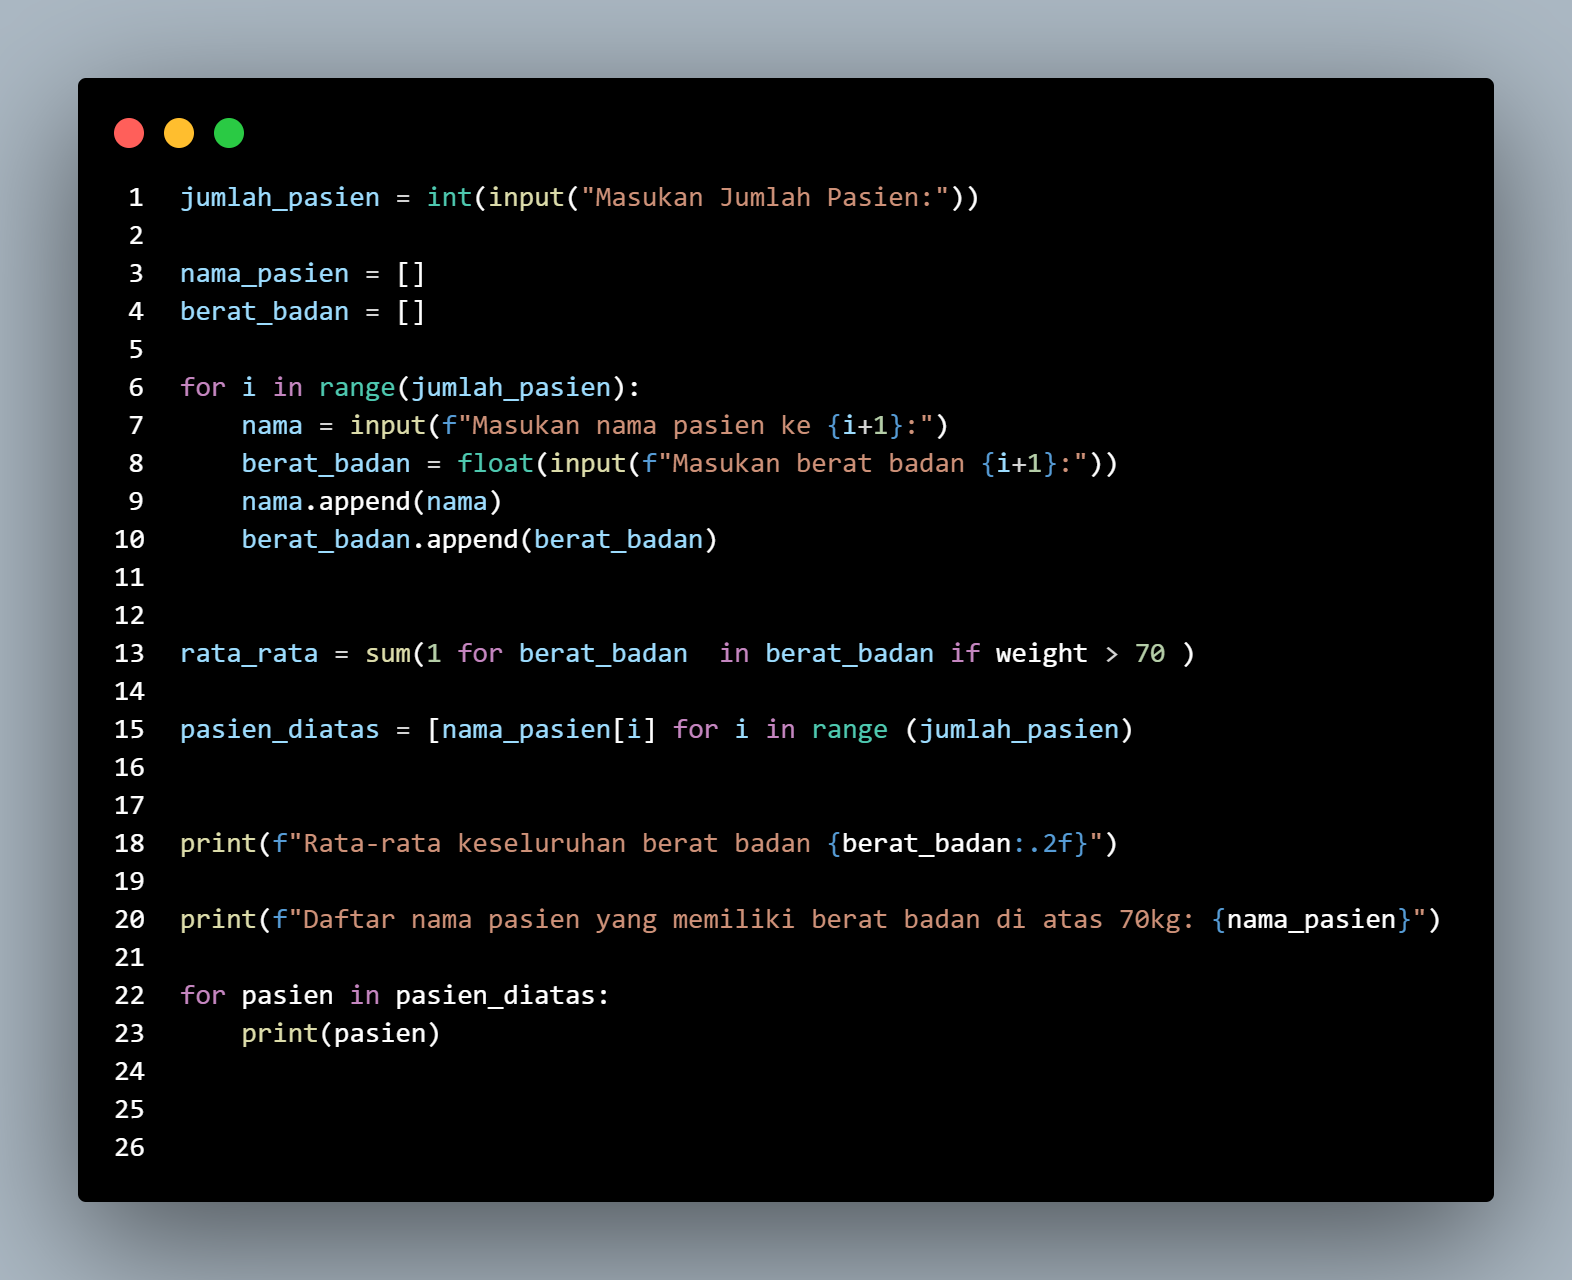 1 jumlah_pasien = int(input("Masukan Jumlah Pasien:"))
2
3 nama_pasien = []
4 berat_badan = []
5
6 for i in range(jumlah_pasien):
7     nama = input(f"Masukan nama pasien ke {i+1}:")
8     berat_badan = float(input(f"Masukan berat badan {i+1}:"))
9     nama.append(nama)
10     berat_badan.append(berat_badan)
11
12
13 rata_rata = sum(1 for berat_badan  in berat_badan if weight > 70 )
14
15 pasien_diatas = [nama_pasien[i] for i in range (jumlah_pasien)
16
17
18 print(f"Rata-rata keseluruhan berat badan {berat_badan:.2f}")
19
20 print(f"Daftar nama pasien yang memiliki berat badan di atas 70kg: {nama_pasien}")
21
22 for pasien in pasien_diatas:
23     print(pasien)
24
25
26